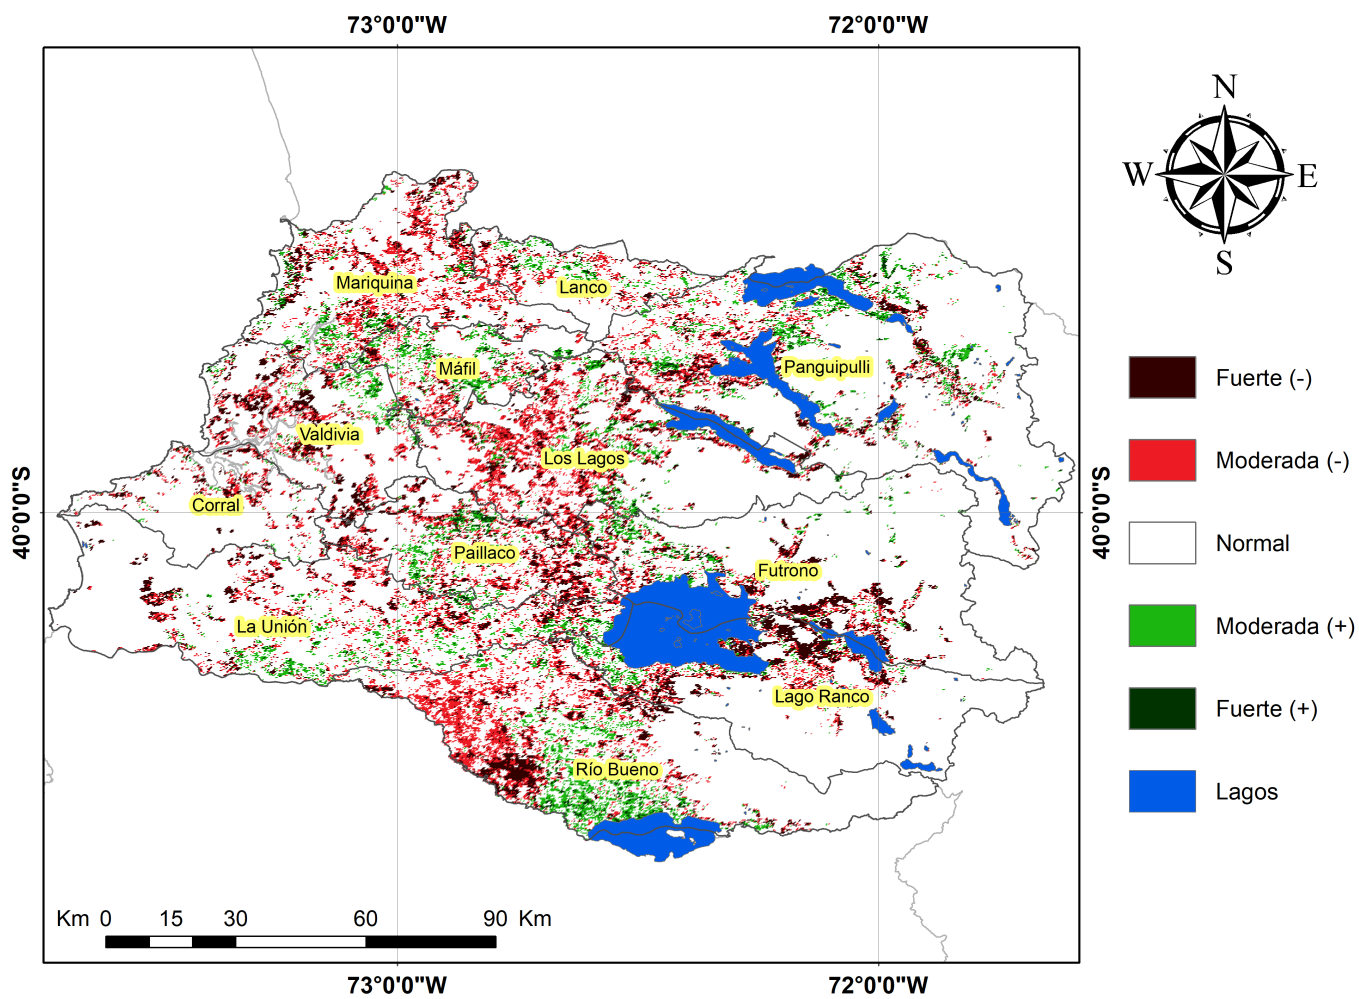 73°0'0"W
72°0'0"W
N
W
E
S
Mariquina
Lanco
Máfil
Panguipulli
Valdivia
Los Lagos
Corral
40°0'0"S
40°0'0"S
Paillaco
Futrono
La Unión
Lago Ranco
Río Bueno
Fuerte (-)
Moderada (-)
Normal
Moderada (+)
Fuerte (+)
Lagos
Km 0 15 30 60 90 Km
73°0'0"W
72°0'0"W